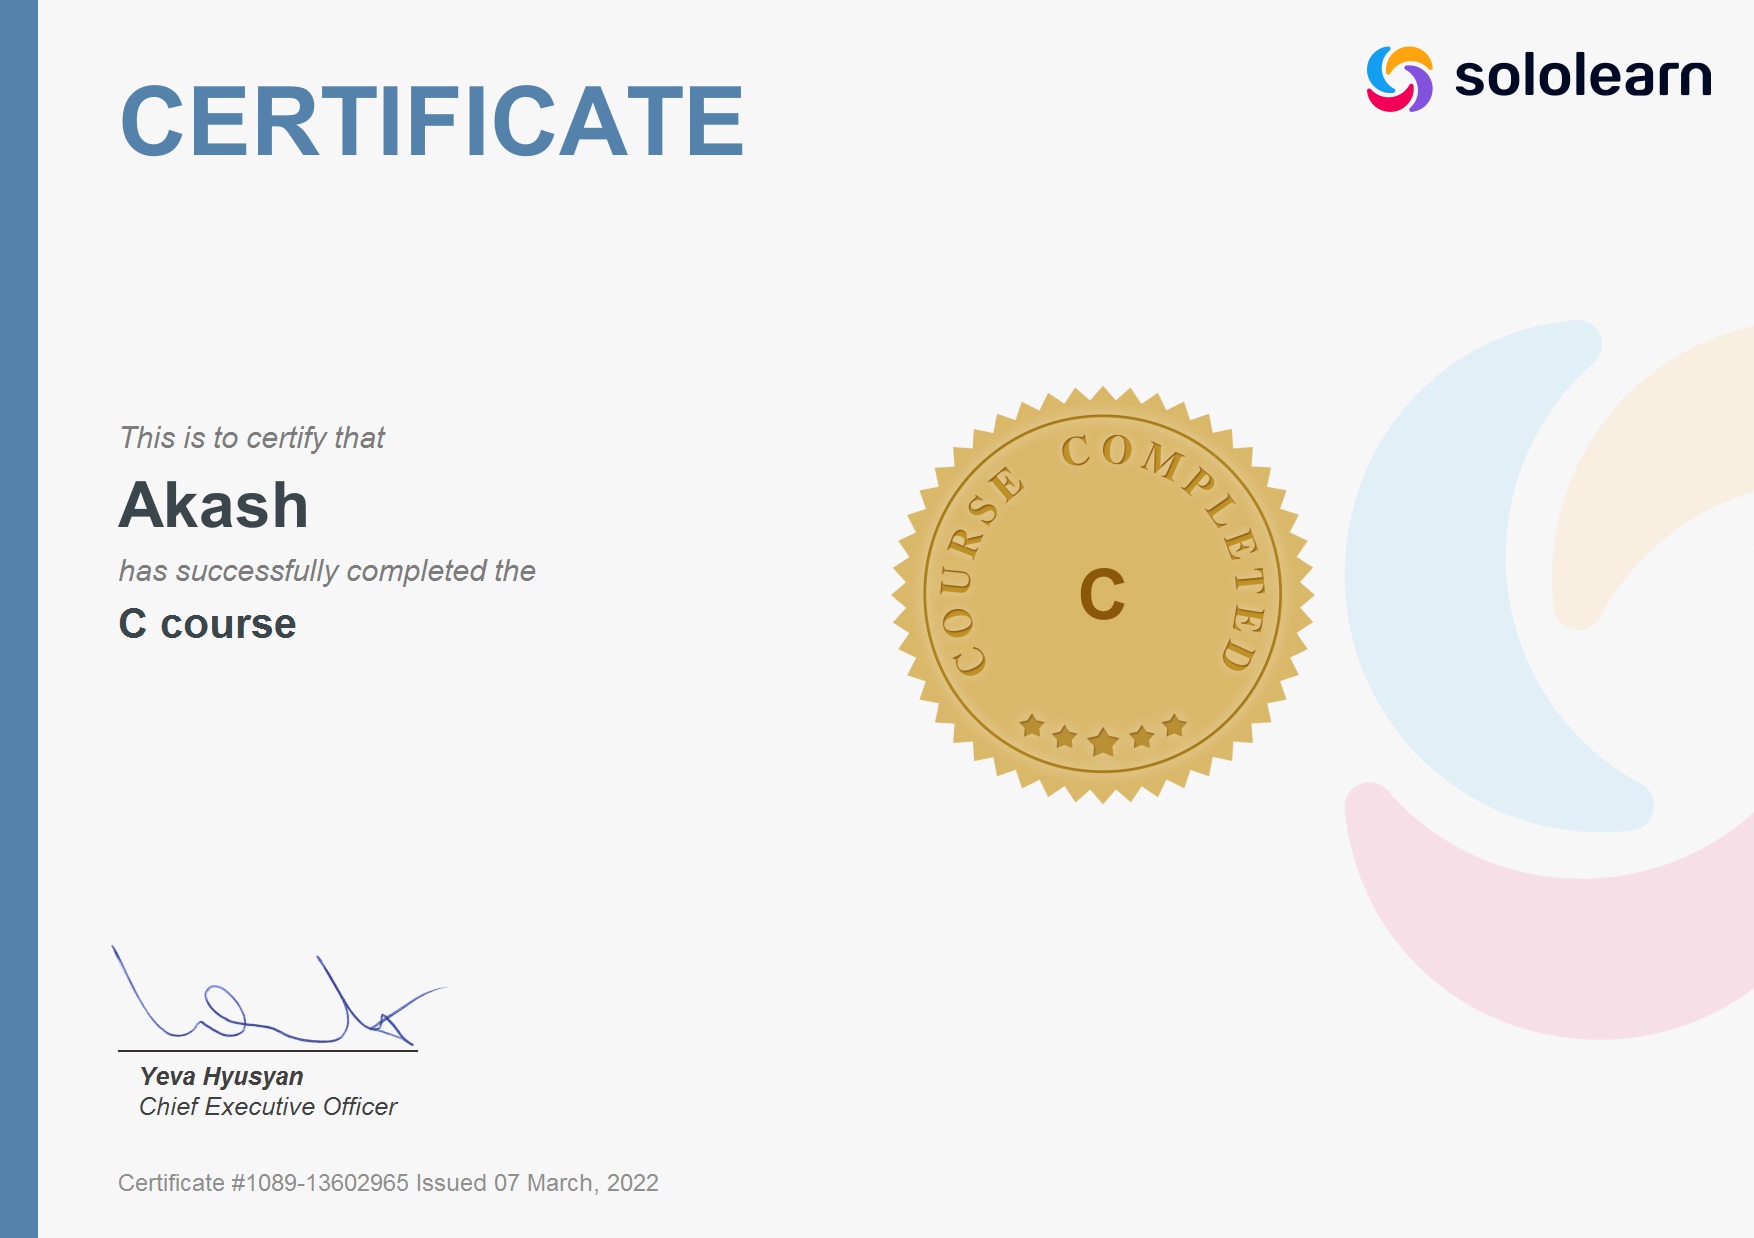 sololearn
CERTIFICATE
This is to certify that
Akash
has successfully completed the
C course
COURSE COMPLETED
C
Yeva Hyusyan
Chief Executive Officer
Certificate #1089-13602965 Issued 07 March, 2022